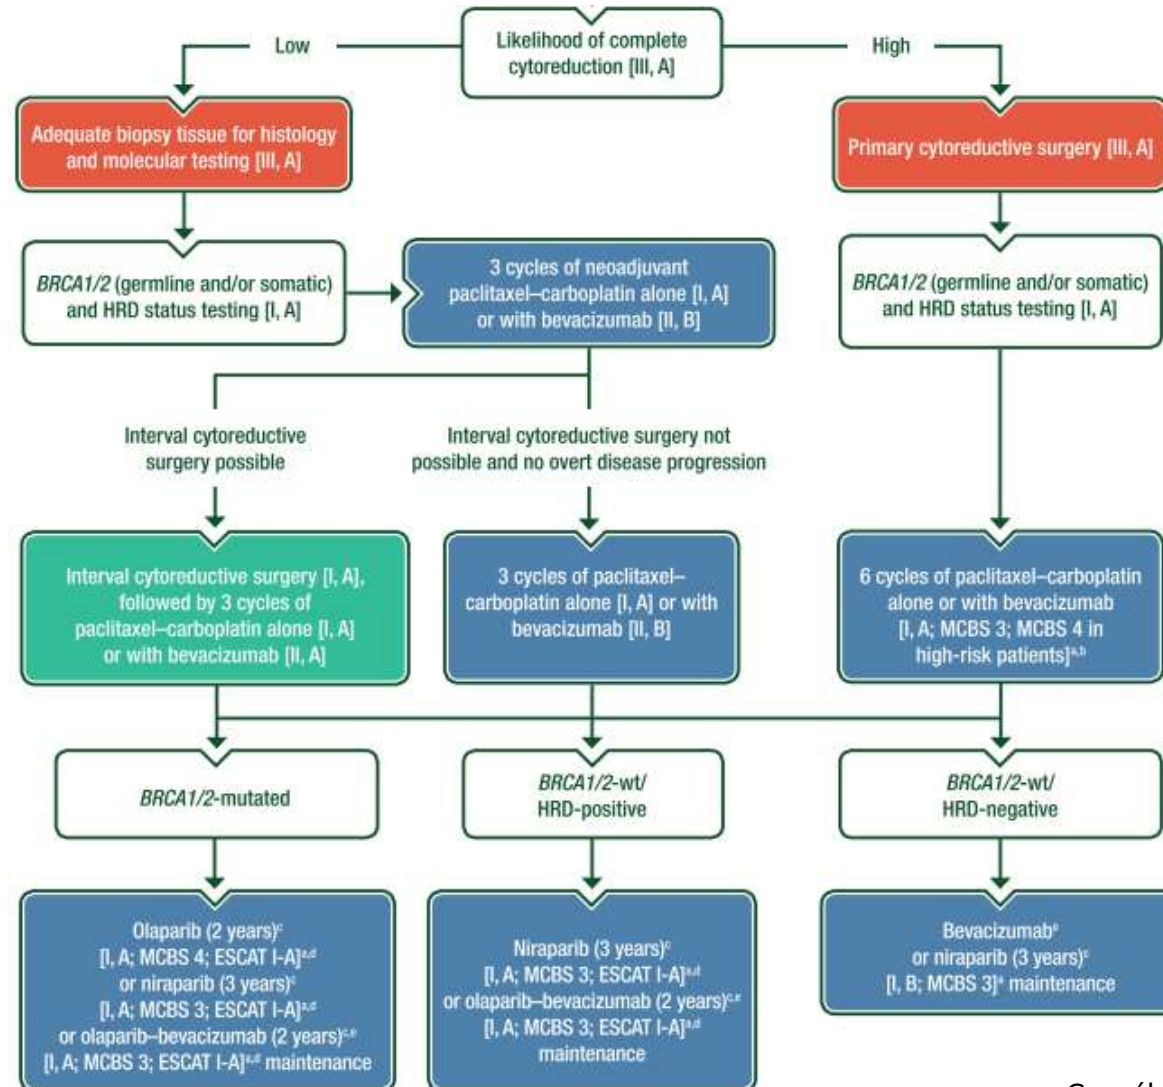 Likelihood of complete
cytoreduction [III, A]
Low
High
Adequate biopsy tissue for histology
and molecular testing [III, A]
Primary cytoreductive surgery [III, A]
BRCA1/2 (germline and/or somatic)
and HRD status testing [I, A]
3 cycles of neoadjuvant
paclitaxel–carboplatin alone [I, A]
or with bevacizumab [II, B]
BRCA1/2 (germline and/or somatic)
and HRD status testing [I, A]
Interval cytoreductive
surgery possible
Interval cytoreductive surgery not
possible and no overt disease progression
Interval cytoreductive surgery [I, A],
followed by 3 cycles of
paclitaxel–carboplatin alone [I, A]
or with bevacizumab [II, A]
3 cycles of paclitaxel–
carboplatin alone [I, A] or with
bevacizumab [II, B]
6 cycles of paclitaxel–carboplatin
alone or with bevacizumab
[I, A; MCBS 3; MCBS 4 in
high-risk patients]a,b
BRCA1/2-mutated
BRCA1/2-wt/
HRD-positive
BRCA1/2-wt/
HRD-negative
Olaparib (2 years)c
[I, A; MCBS 4; ESCAT I-A]a,d
or niraparib (3 years)c
[I, A; MCBS 3; ESCAT I-A]a,d
or olaparib–bevacizumab (2 years)c,e
[I, A; MCBS 3; ESCAT I-A]a,d maintenance
Niraparib (3 years)c
[I, A; MCBS 3; ESCAT I-A]a,d
or olaparib–bevacizumab (2 years)c,e
[I, A; MCBS 3; ESCAT I-A]a,d
maintenance
Bevacizumabe
or niraparib (3 years)c
[I, B; MCBS 3]a maintenance